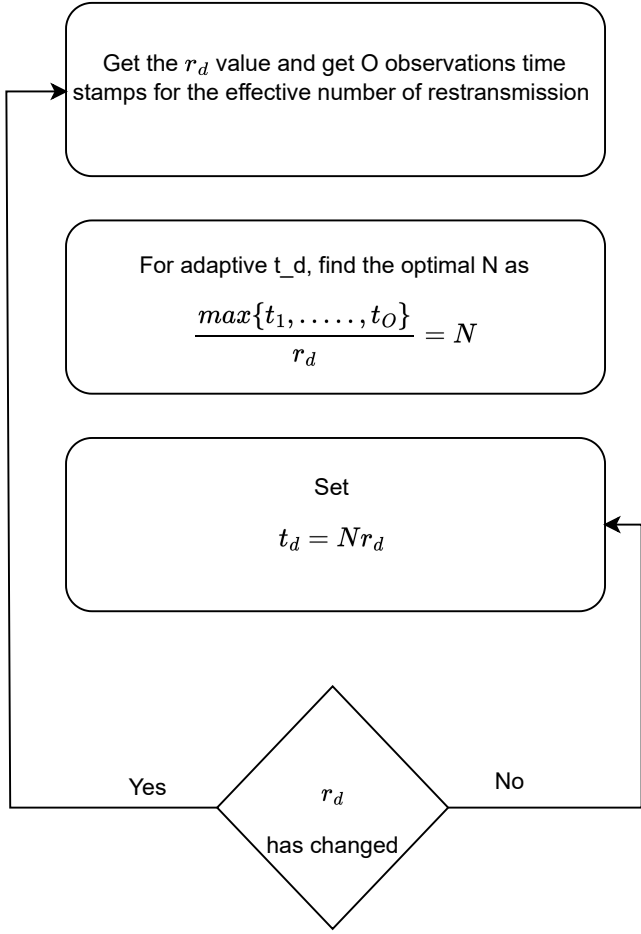 Get the r_d value and get O observations time
stamps for the effective number of restransmission
For adaptive t_d, find the optimal N as
max{t_1, ....., t_O}
r_d
= N
Set
t_d = Nr_d
Yes
No
r_d
has changed